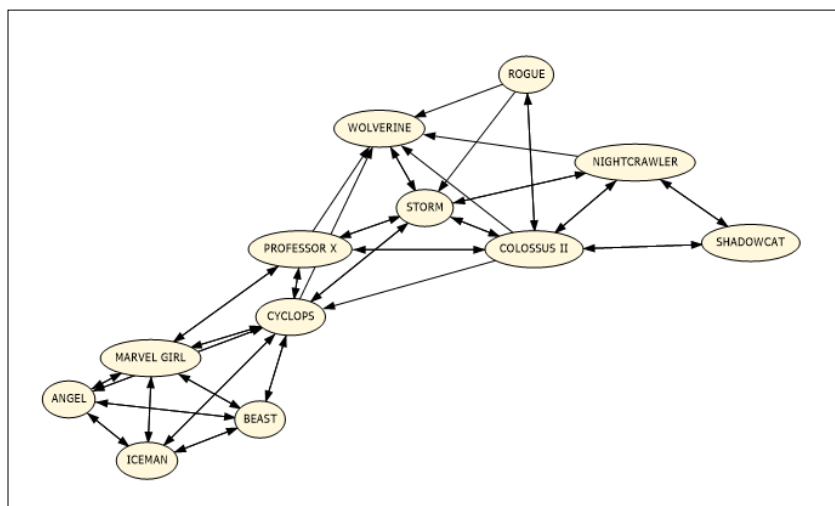 ROGUE
WOLVERINE
NIGHTCRAWLER
STORM
PROFESSOR X
COLOSSUS II
SHADOWCAT
CYCLOPS
MARVEL GIRL
ANGEL
BEAST
ICEMAN